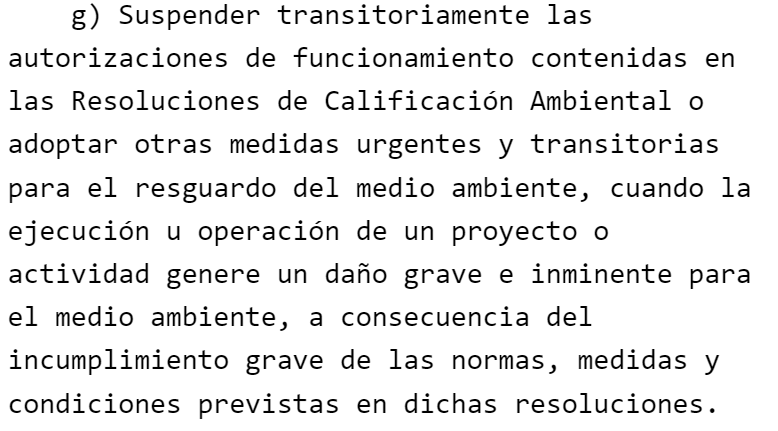 g) Suspender transitoriamente las
autorizaciones de funcionamiento contenidas en
las Resoluciones de Calificación Ambiental o
adoptar otras medidas urgentes y transitorias
para el resguardo del medio ambiente, cuando la
ejecución u operación de un proyecto o
actividad genere un daño grave e inminente para
el medio ambiente, a consecuencia del
incumplimiento grave de las normas, medidas y
condiciones previstas en dichas resoluciones.